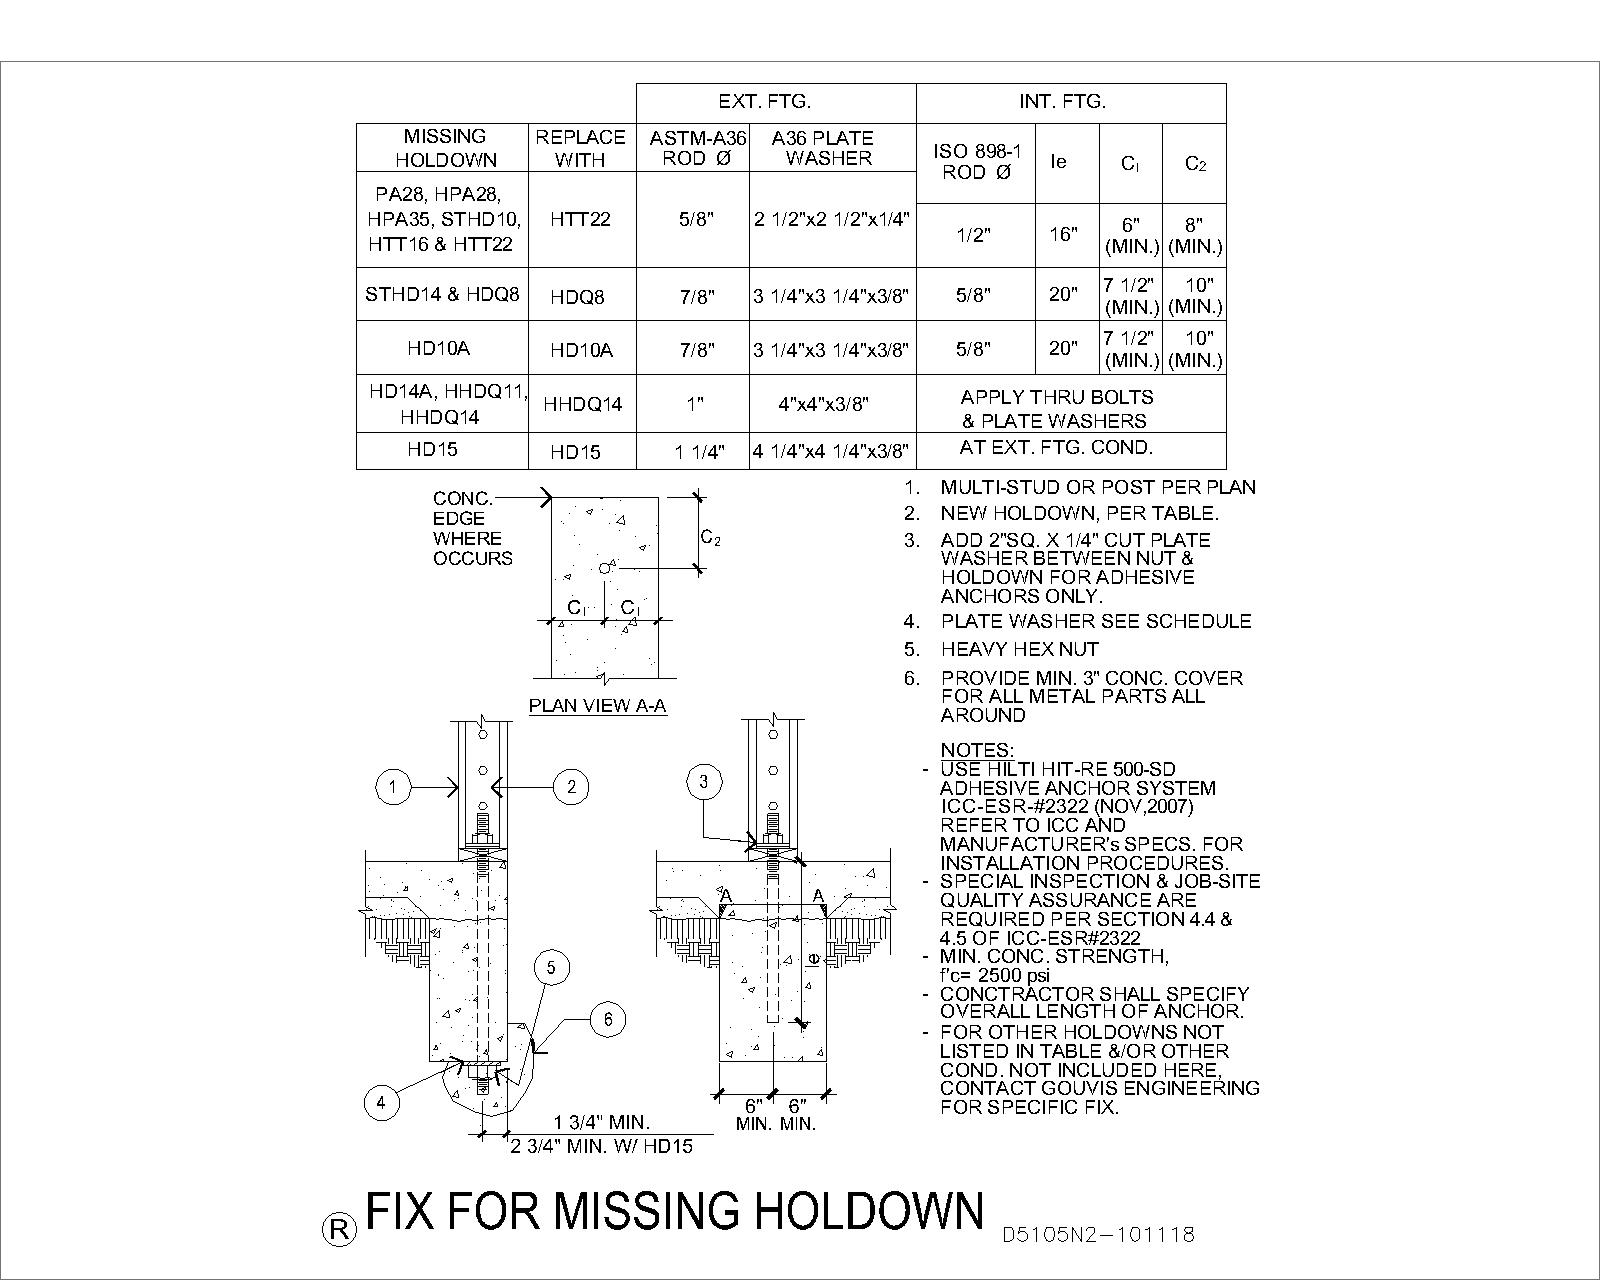 EXT. FTG. INT. FTG.
MISSING HOLDOWN REPLACE WITH ASTM-A36 ROD Ø A36 PLATE WASHER ISO 898-1 ROD Ø le C1 C2
PA28, HPA28,
HPA35, STHD10, HTT22 5/8" 2 1/2"x2 1/2"x1/4" 1/2" 16" 6" (MIN.) 8" (MIN.)
HTT16 & HTT22
STHD14 & HDQ8 HDQ8 7/8" 3 1/4"x3 1/4"x3/8" 5/8" 20" 7 1/2" (MIN.) 10" (MIN.)
HD10A HD10A 7/8" 3 1/4"x3 1/4"x3/8" 5/8" 20" 7 1/2" (MIN.) 10" (MIN.)
HD14A, HHDQ11,
HHDQ14 HHDQ14 1" 4"x4"x3/8" APPLY THRU BOLTS
& PLATE WASHERS
HD15 HD15 1 1/4" 4 1/4"x4 1/4"x3/8" AT EXT. FTG. COND.
CONC.
EDGE
WHERE
OCCURS
C2
C1 C1
PLAN VIEW A-A
1. MULTI-STUD OR POST PER PLAN
2. NEW HOLDOWN, PER TABLE.
3. ADD 2"SQ. X 1/4" CUT PLATE
WASHER BETWEEN NUT &
HOLDOWN FOR ADHESIVE
ANCHORS ONLY.
4. PLATE WASHER SEE SCHEDULE
5. HEAVY HEX NUT
6. PROVIDE MIN. 3" CONC. COVER
FOR ALL METAL PARTS ALL
AROUND
NOTES:
- USE HILTI HIT-RE 500-SD
ADHESIVE ANCHOR SYSTEM
ICC-ESR-#2322 (NOV,2007)
REFER TO ICC AND
MANUFACTURER's SPECS. FOR
INSTALLATION PROCEDURES.
- SPECIAL INSPECTION & JOB-SITE
QUALITY ASSURANCE ARE
REQUIRED PER SECTION 4.4 &
4.5 OF ICC-ESR#2322
- MIN. CONC. STRENGTH,
f'c= 2500 psi
- CONCTRACTOR SHALL SPECIFY
OVERALL LENGTH OF ANCHOR.
- FOR OTHER HOLDOWNS NOT
LISTED IN TABLE &/OR OTHER
COND. NOT INCLUDED HERE,
CONTACT GOUVIS ENGINEERING
FOR SPECIFIC FIX.
1
2
5
6
4
1 3/4" MIN.
2 3/4" MIN. W/ HD15
3
A A
le
6" 6"
MIN. MIN.
R FIX FOR MISSING HOLDOWN
D5105N2-101118